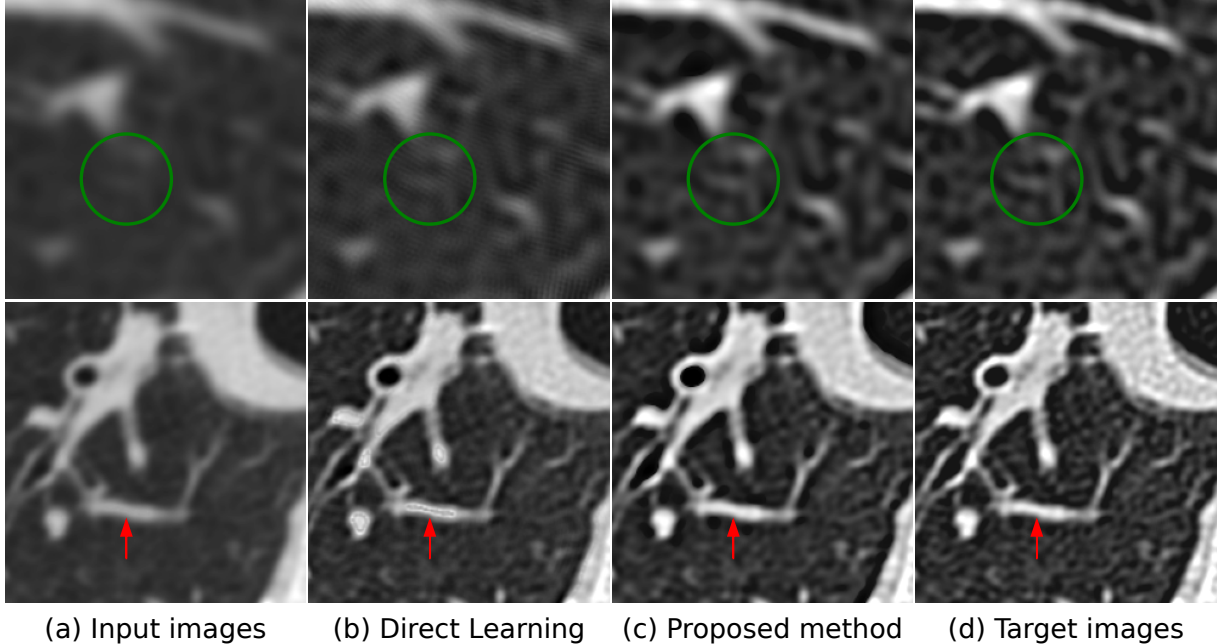 (a) Input images
(b) Direct Learning
(c) Proposed method
(d) Target images